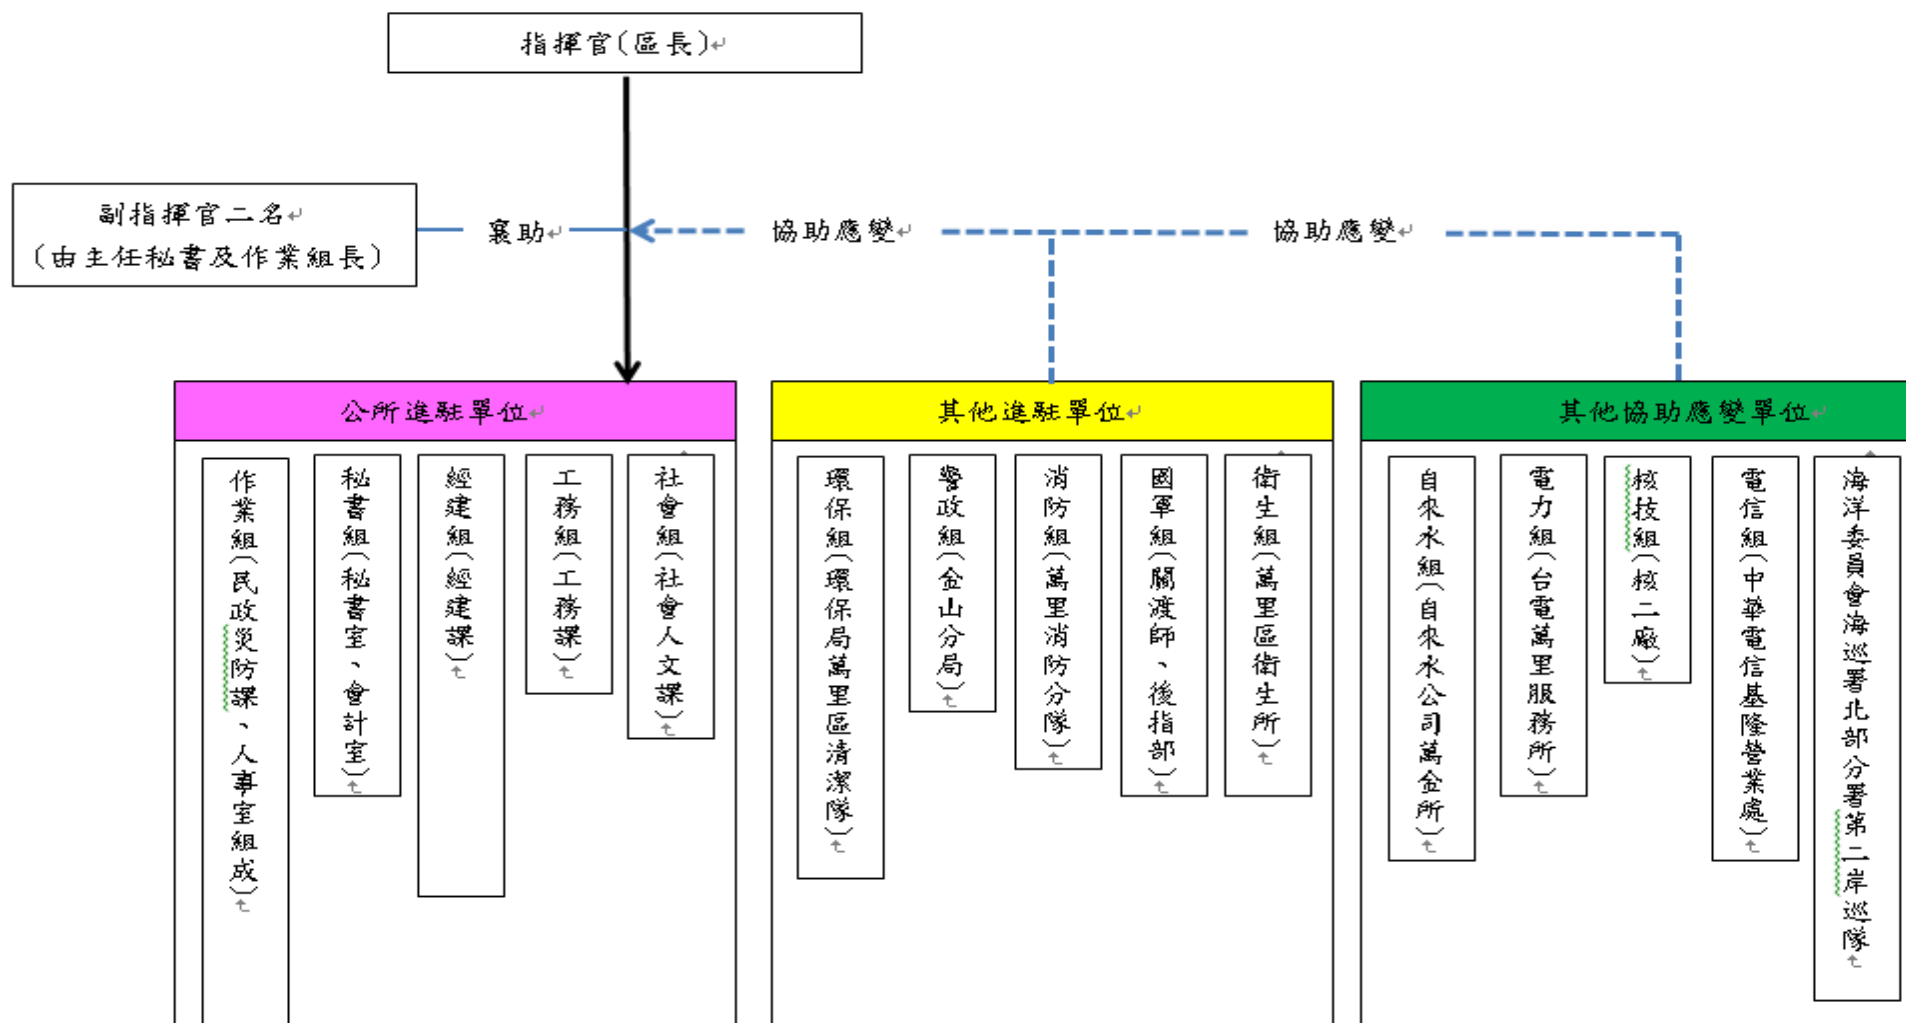 指揮官(區長)
副指揮官二名
(由主任秘書及作業組長)
襄助
協助應變
協助應變
公所進駐單位
作業組(民政災防課、人事室組成)
秘書組(秘書室、會計室)
經建組(經建課)
工務組(工務課)
社會組(社會人文課)
其他進駐單位
環保組(環保局萬里區清潔隊)
警政組(金山分局)
消防組(萬里消防分隊)
國軍組(關渡師、後指部)
衛生組(萬里區衛生所)
其他協助應變單位
自來水組(自來水公司萬金所)
電力組(台電萬里服務所)
核技組(核二廠)
電信組(中華電信基隆營業處)
海洋委員會海巡署北部分署第二岸巡隊